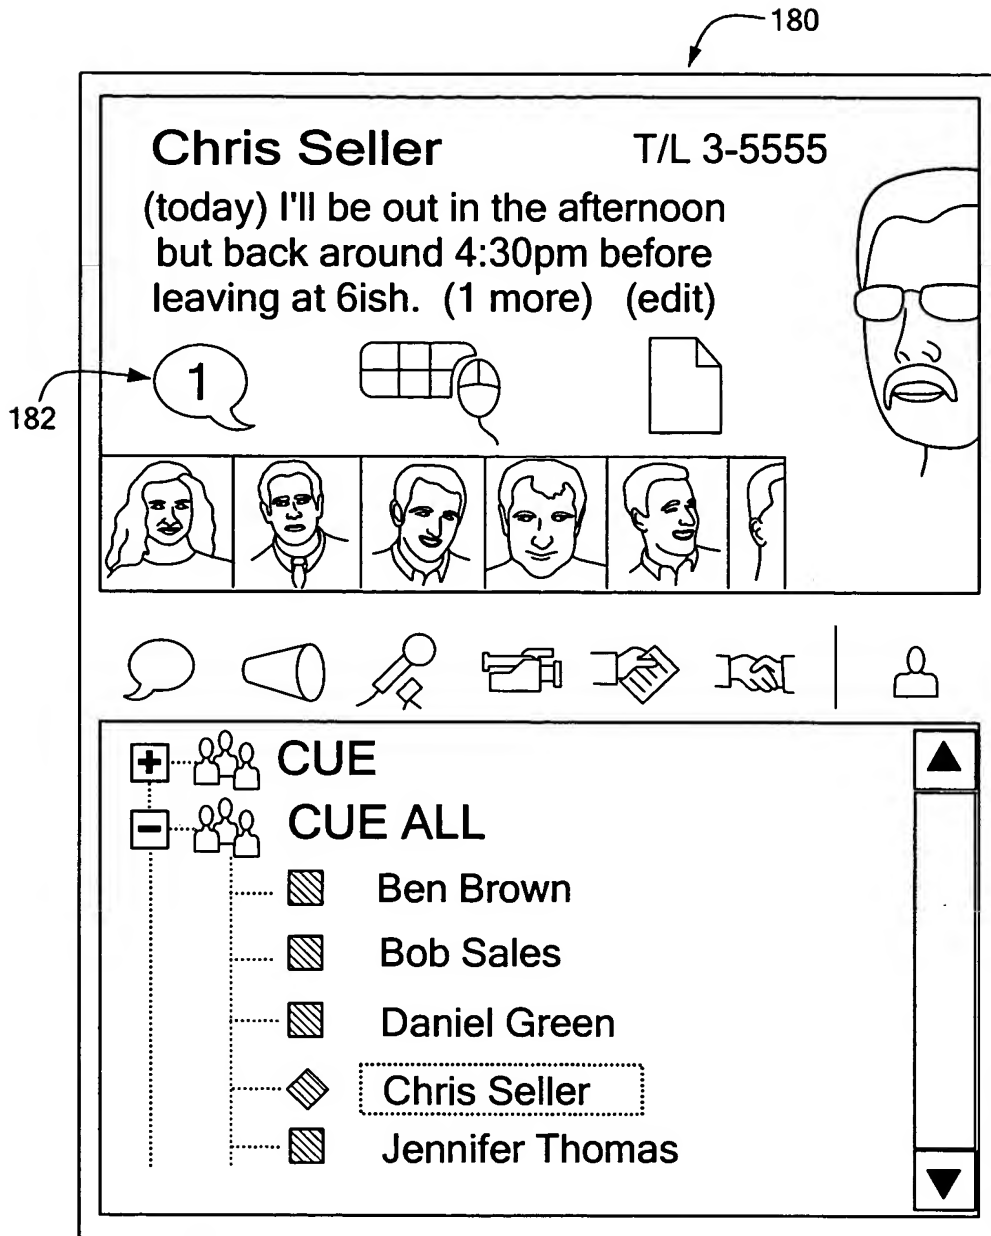 180
Chris Seller T/L 3-5555
(today) I'll be out in the afternoon
but back around 4:30pm before
leaving at 6ish. (1 more) (edit)
1
182
CUE
CUE ALL
Ben Brown
Bob Sales
Daniel Green
Chris Seller
Jennifer Thomas